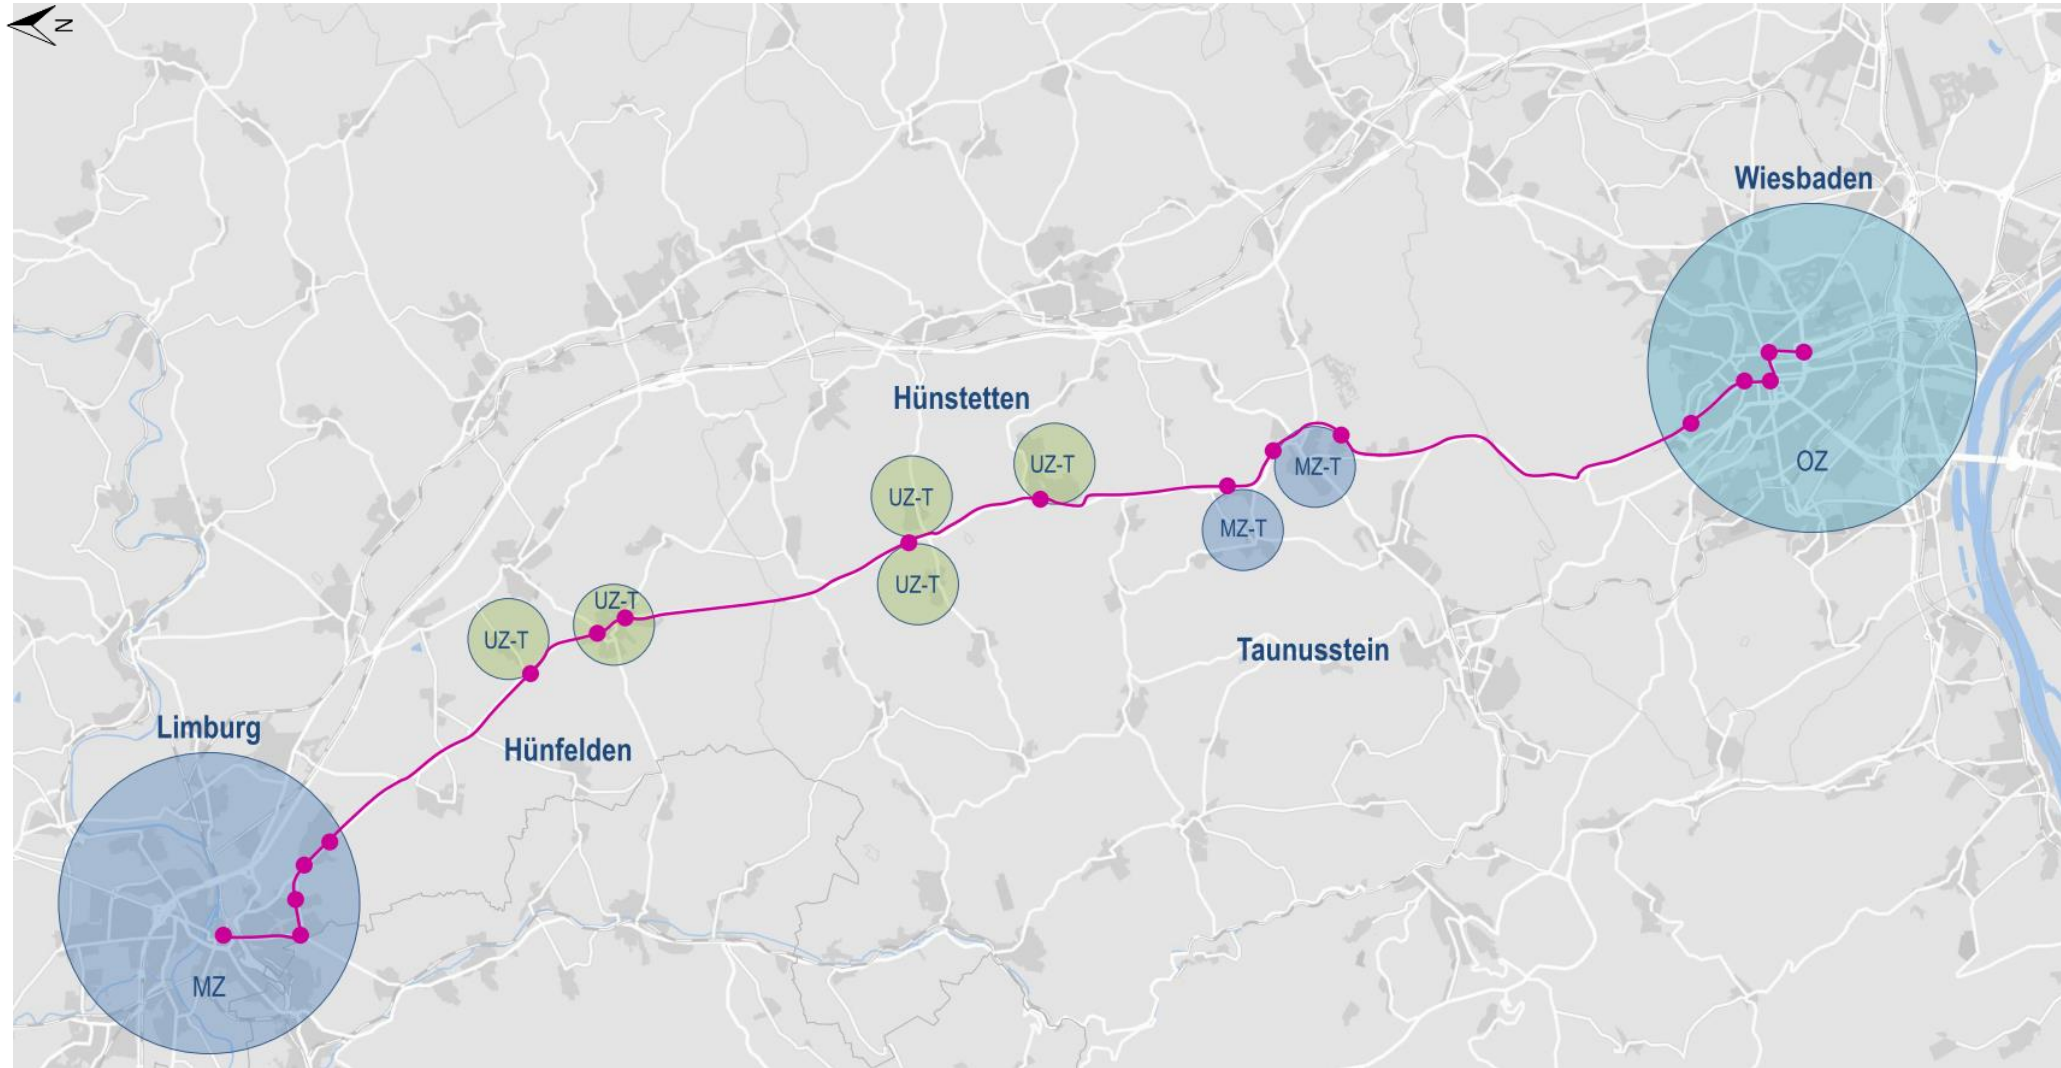 N
Wiesbaden
Hünstetten
OZ
UZ-T
MZ-T
UZ-T
MZ-T
UZ-T
UZ-T
UZ-T
Taunusstein
Limburg
Hünfelden
MZ